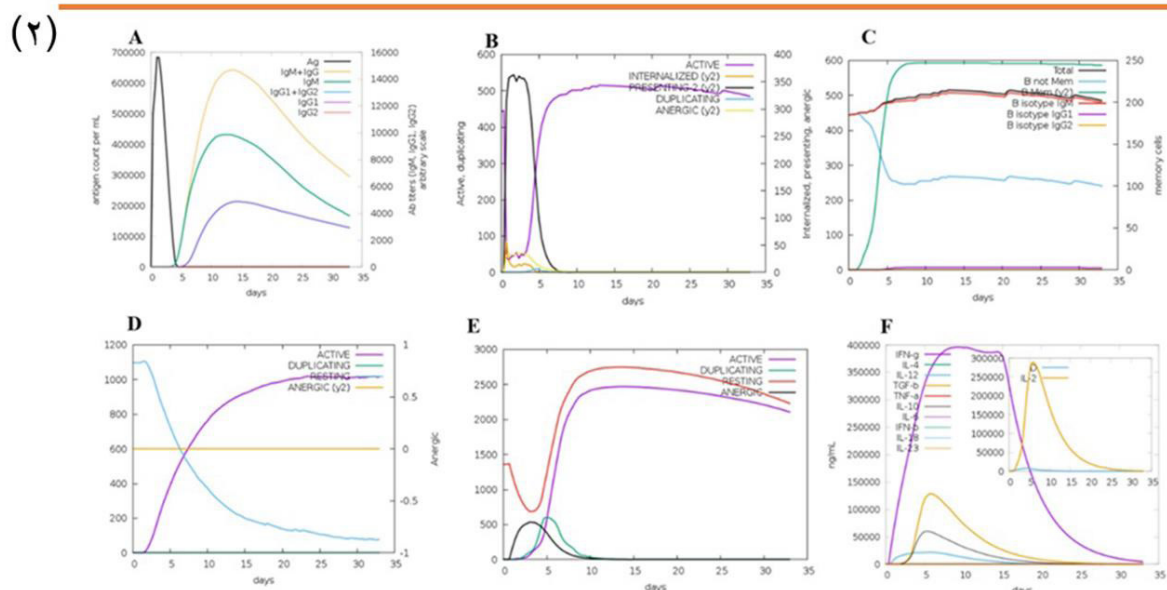 (٢)
A
700000
600000
500000
400000
300000
200000
100000
0
antigen count per mL
16000
14000
12000
10000
8000
6000
4000
2000
0
Ab titers (IgM, IgG1, IgG2)
arbitrary scale
Ag
IgM+IgG
IgM
IgG1+IgG2
IgG1
IgG2
0 5 10 15 20 25 30 35
days
B
600
500
400
300
200
100
0
Active, duplicating
400
350
300
250
200
150
100
50
0
Internalized, presenting, anergic
ACTIVE
INTERNALIZED (y2)
PRESENTING 2 (y2)
DUPLICATING
ANERGIC (y2)
0 5 10 15 20 25 30 35
days
C
600
500
400
300
200
100
0
250
200
150
100
50
0
memory cells
Total
B not Mem
B Mem (y2)
B isotype IgM
B isotype IgG1
B isotype IgG2
0 5 10 15 20 25 30 35
days
D
1200
1000
800
600
400
200
0
1
0.5
0
-0.5
-1
Anergic
ACTIVE
DUPLICATING
RESTING
ANERGIC (y2)
0 5 10 15 20 25 30 35
days
E
3000
2500
2000
1500
1000
500
0
ACTIVE
DUPLICATING
RESTING
ANERGIC
0 5 10 15 20 25 30 35
days
F
400000
350000
300000
250000
200000
150000
100000
50000
0
ng/mL
IFN-g
IL-4
IL-12
TGF-b
TNF-a
IL-10
IL-6
IFN-b
IL-18
IL-23
300000
250000
200000
150000
100000
50000
0
D
IL-2
0 5 10 15 20 25 30 35
0 5 10 15 20 25 30 35
days